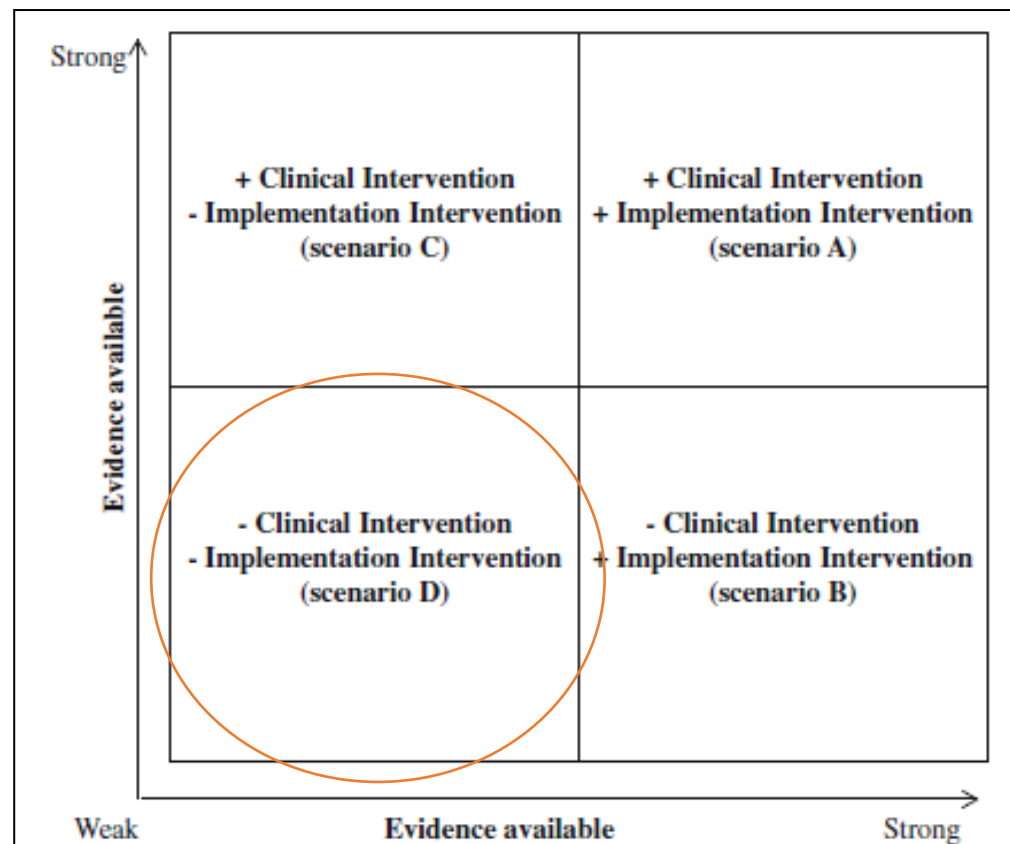 Strong
+ Clinical Intervention
- Implementation Intervention
(scenario C)
+ Clinical Intervention
+ Implementation Intervention
(scenario A)
Evidence available
- Clinical Intervention
- Implementation Intervention
(scenario D)
- Clinical Intervention
+ Implementation Intervention
(scenario B)
Weak
Evidence available
Strong